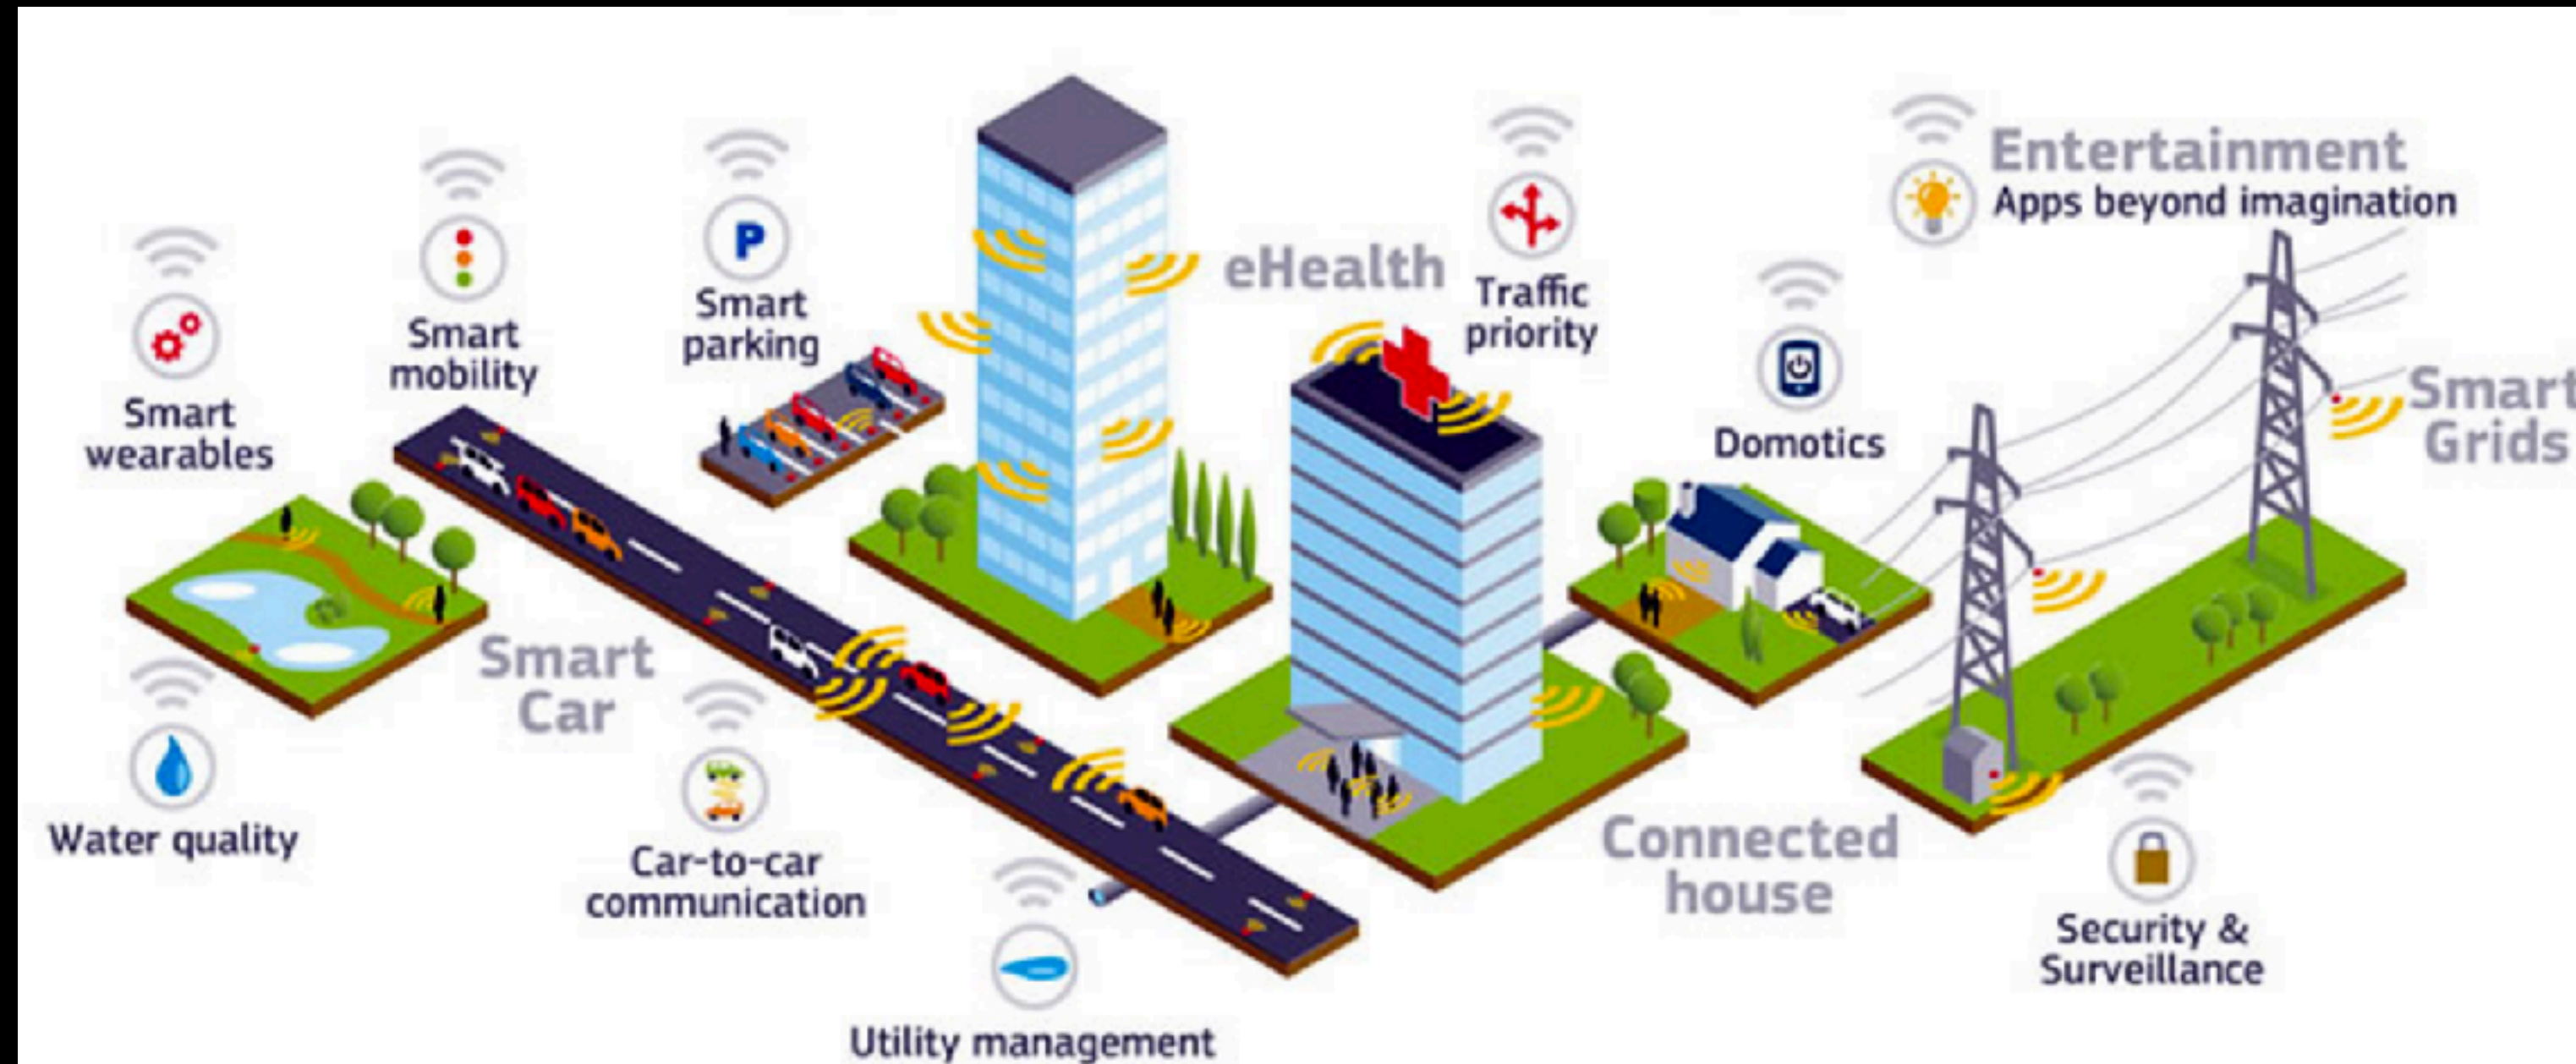 Entertainment
Apps beyond imagination
eHealth
Traffic
priority
Smart
parking
Smart
mobility
Smart
wearables
P
Domotics
Smart
Grids
Smart
Car
Water quality
Car-to-car
communication
Connected
house
Security &
Surveillance
Utility management